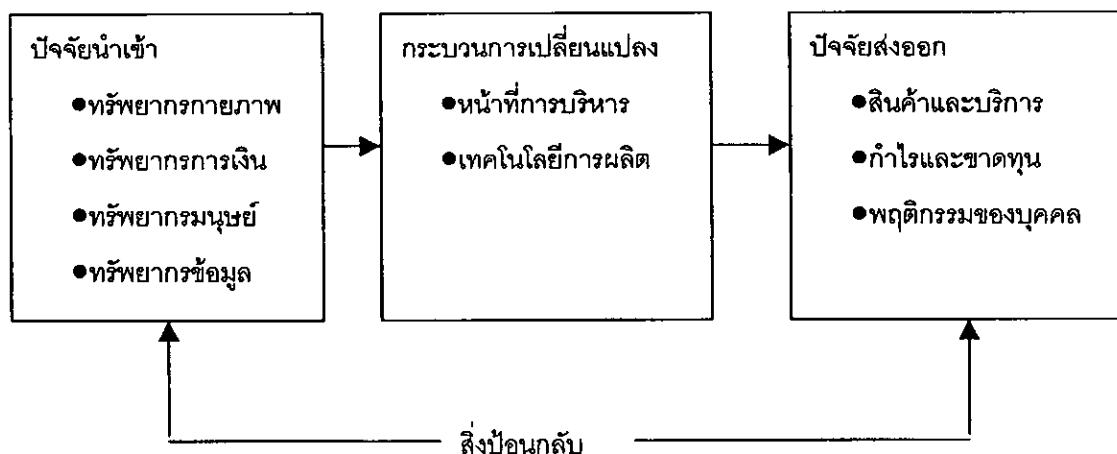 ปัจจัยนำเข้า
●ทรัพยากรกายภาพ
●ทรัพยากรการเงิน
●ทรัพยากรมนุษย์
●ทรัพยากรข้อมูล
กระบวนการเปลี่ยนแปลง
●หน้าที่การบริหาร
●เทคโนโลยีการผลิต
ปัจจัยส่งออก
●สินค้าและบริการ
●กำไรและขาดทุน
●พฤติกรรมของบุคคล
สิ่งป้อนกลับ